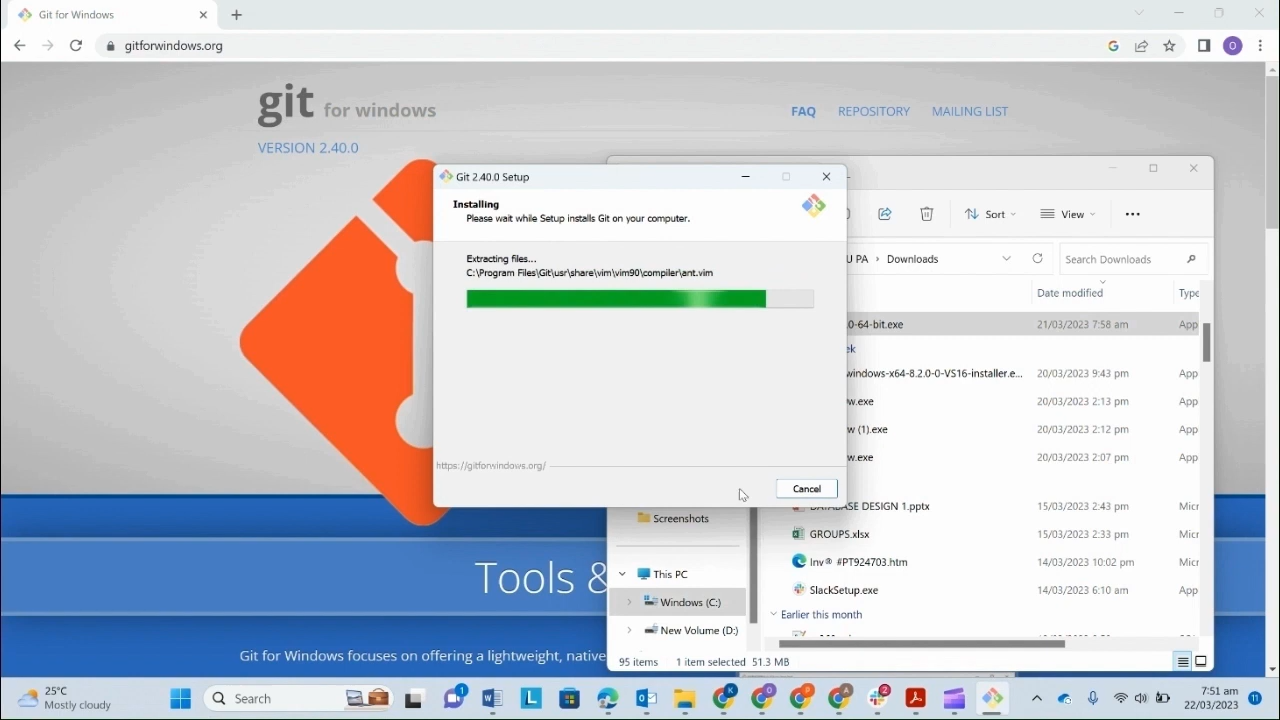 Git for Windows
gitforwindows.org
O
git for windows
FAQ
REPOSITORY
MAILING LIST
VERSION 2.40.0
Git 2.40.0 Setup
Installing
Please wait while Setup installs Git on your computer.
Extracting files...
C:\Program Files\Git\usr\share\vim\vim90\compiler\ant.vim
https://gitforwindows.org/
Cancel
Sort
View
U PA
Downloads
Search Downloads
Date modified
Type
.0-64-bit.exe 21/03/2023 7:58 am App
ek
windows-x64-8.2.0-0-VS16-installer.e... 20/03/2023 9:43 pm App
w.exe 20/03/2023 2:13 pm App
w (1).exe 20/03/2023 2:12 pm App
w.exe 20/03/2023 2:07 pm App
DATABASE DESIGN 1.pptx 15/03/2023 2:43 pm Micr
GROUPS.xlsx 15/03/2023 2:33 pm Micr
Inv® #PT924703.htm 14/03/2023 10:02 pm Micr
SlackSetup.exe 14/03/2023 6:10 am App
Earlier this month
Screenshots
This PC
Windows (C:)
New Volume (D:)
95 items 1 item selected 51.3 MB
Tools &
Git for Windows focuses on offering a lightweight, native
25°C
Mostly cloudy
Search
1
L
K
O
P
A
2
7:51 am
22/03/2023
11